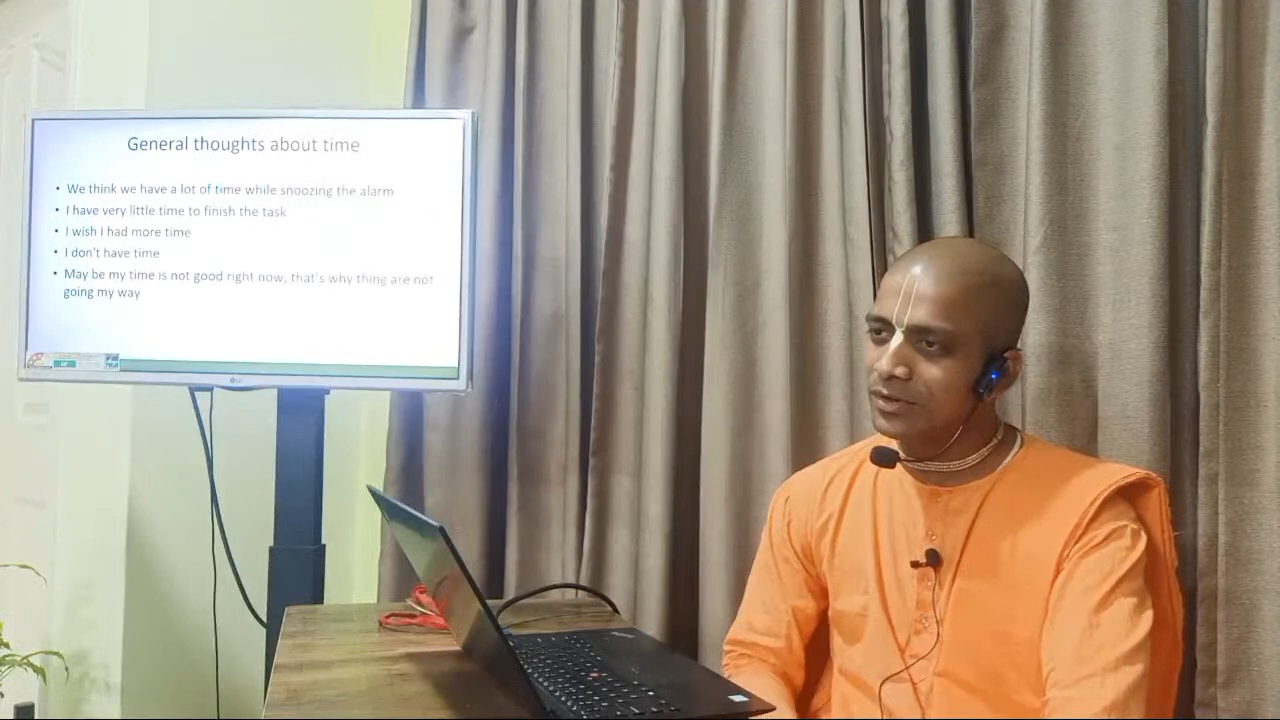 General thoughts about time
• We think we have a lot of time while snoozing the alarm
• I have very little time to finish the task
• I wish I had more time
• I don't have time
• May be my time is not good right now, that's why thing are not
going my way
LG